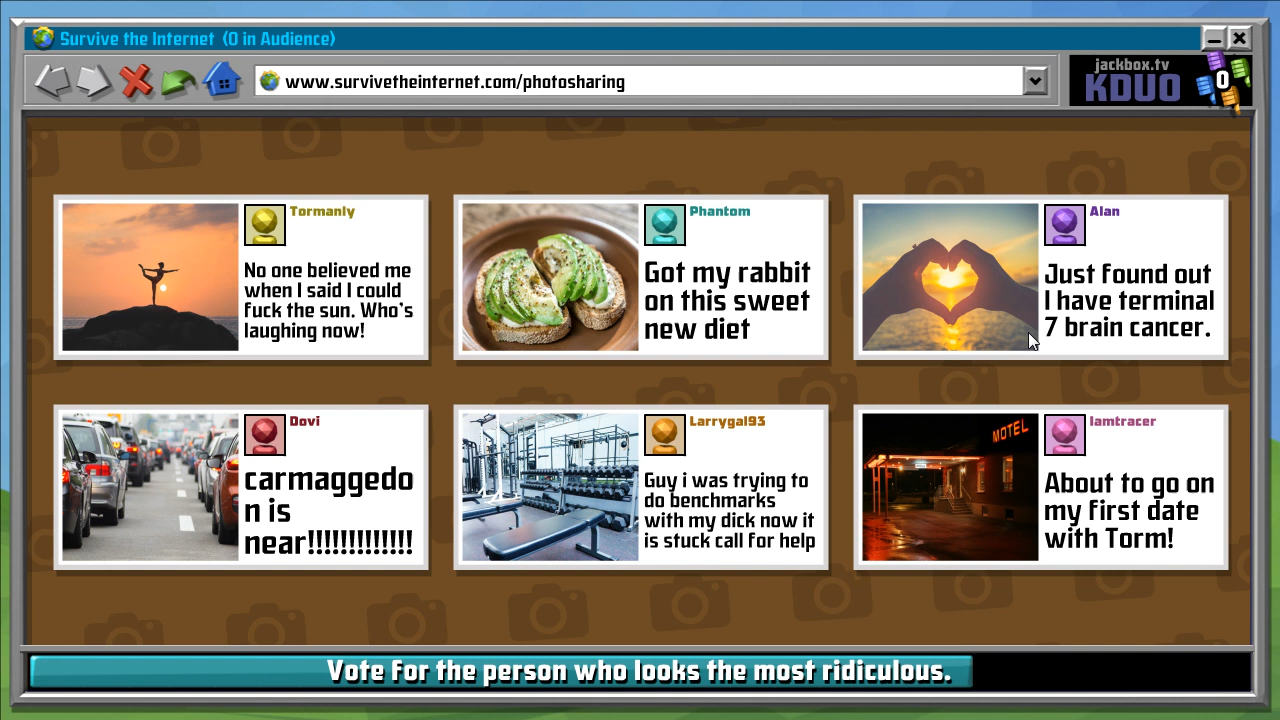 Survive the Internet (0 in Audience)
www.survivetheinternet.com/photosharing
jackbox.tv
KDUO
0
Tormanly
No one believed me
when I said I could
fuck the sun. Who's
laughing now!
Phantom
Got my rabbit
on this sweet
new diet
Alan
Just found out
I have terminal
7 brain cancer.
Dovi
carmaggedo
n is
near!!!!!!!!!!!!!
Larrygal93
Guy i was trying to
do benchmarks
with my dick now it
is stuck call for help
MOTEL
Iamtracer
About to go on
my first date
with Torm!
Vote for the person who looks the most ridiculous.